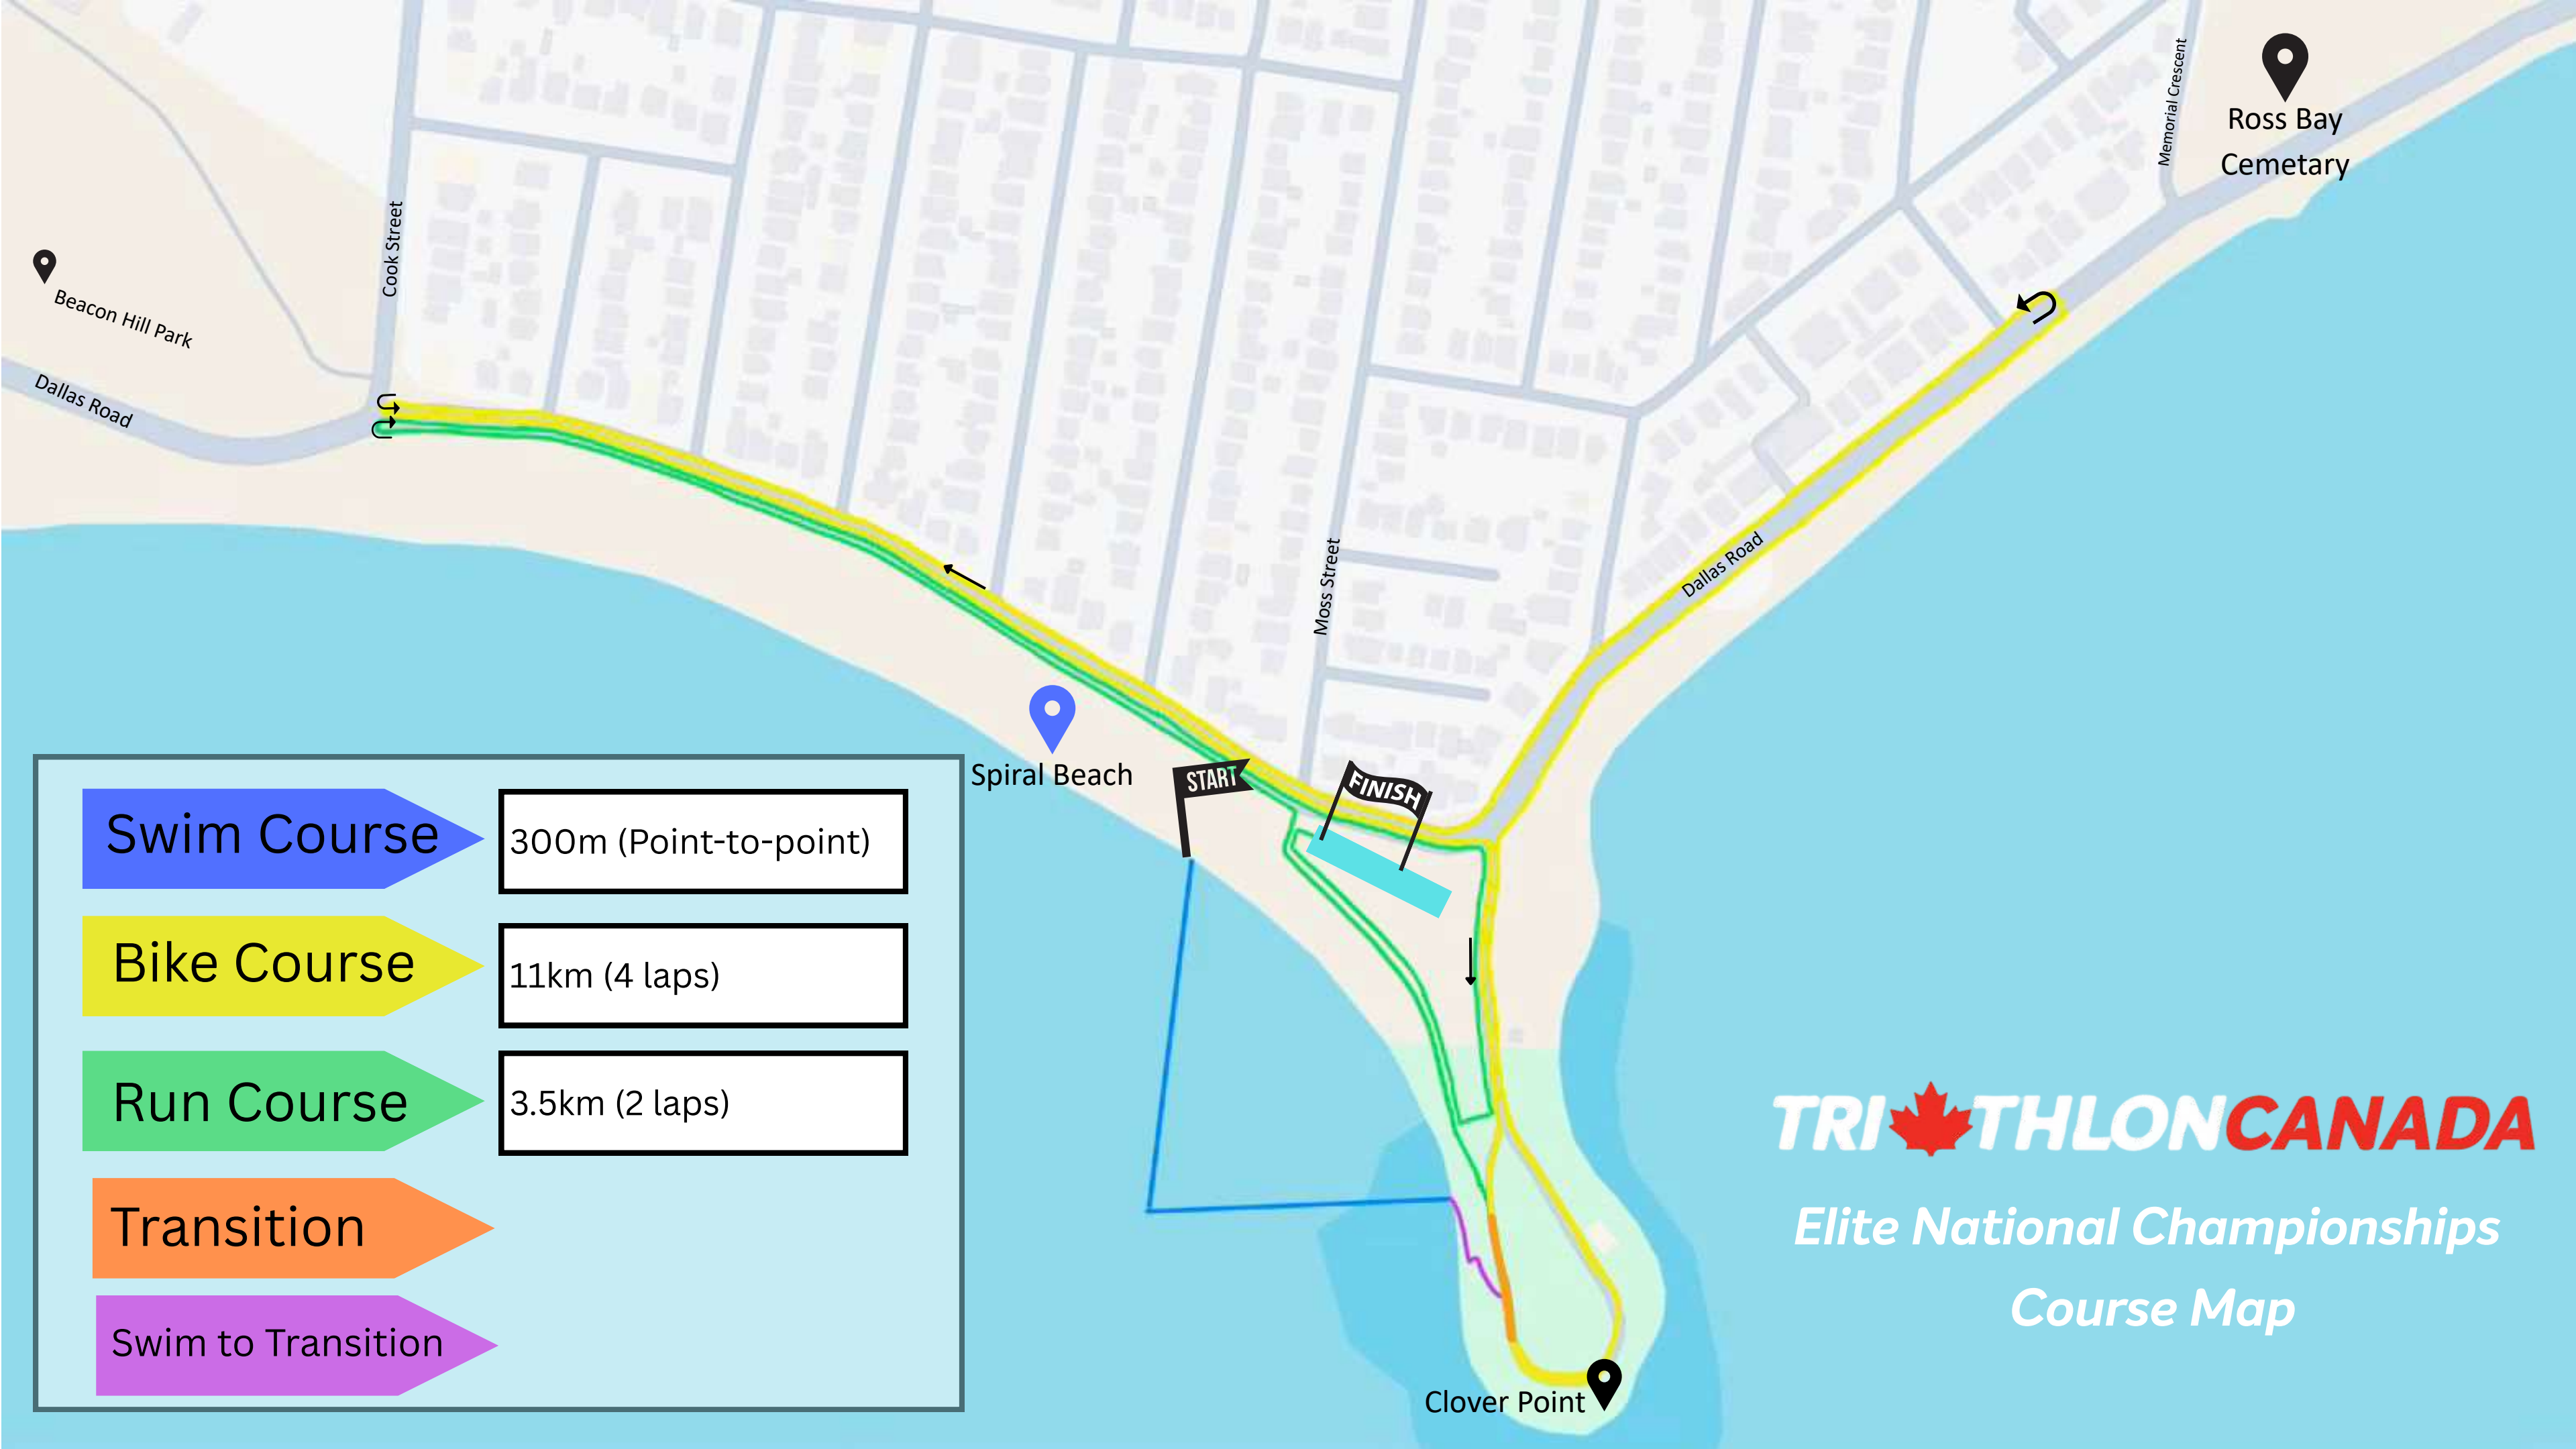 Memorial Crescent
Ross Bay
Cemetary
Cook Street
Beacon Hill Park
Dallas Road
Dallas Road
Moss Street
Spiral Beach
START
FINISH
Swim Course
300m (Point-to-point)
Bike Course
11km (4 laps)
Run Course
3.5km (2 laps)
Transition
Swim to Transition
Clover Point
TRIATHLONCANADA
Elite National Championships
Course Map